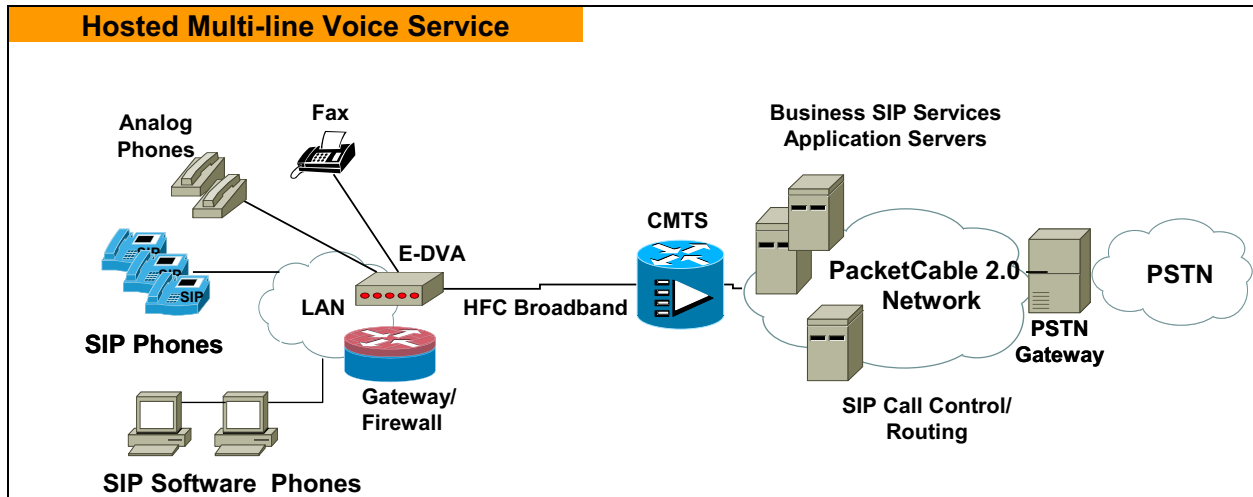 Hosted Multi-line Voice Service
Analog
Phones
Fax
Business SIP Services
Application Servers
E-DVA
CMTS
SIP
SIP
SIP
SIP Phones
LAN
HFC Broadband
PacketCable 2.0
Network
PSTN
PSTN
Gateway
Gateway/
Firewall
SIP Call Control/
Routing
SIP Software Phones